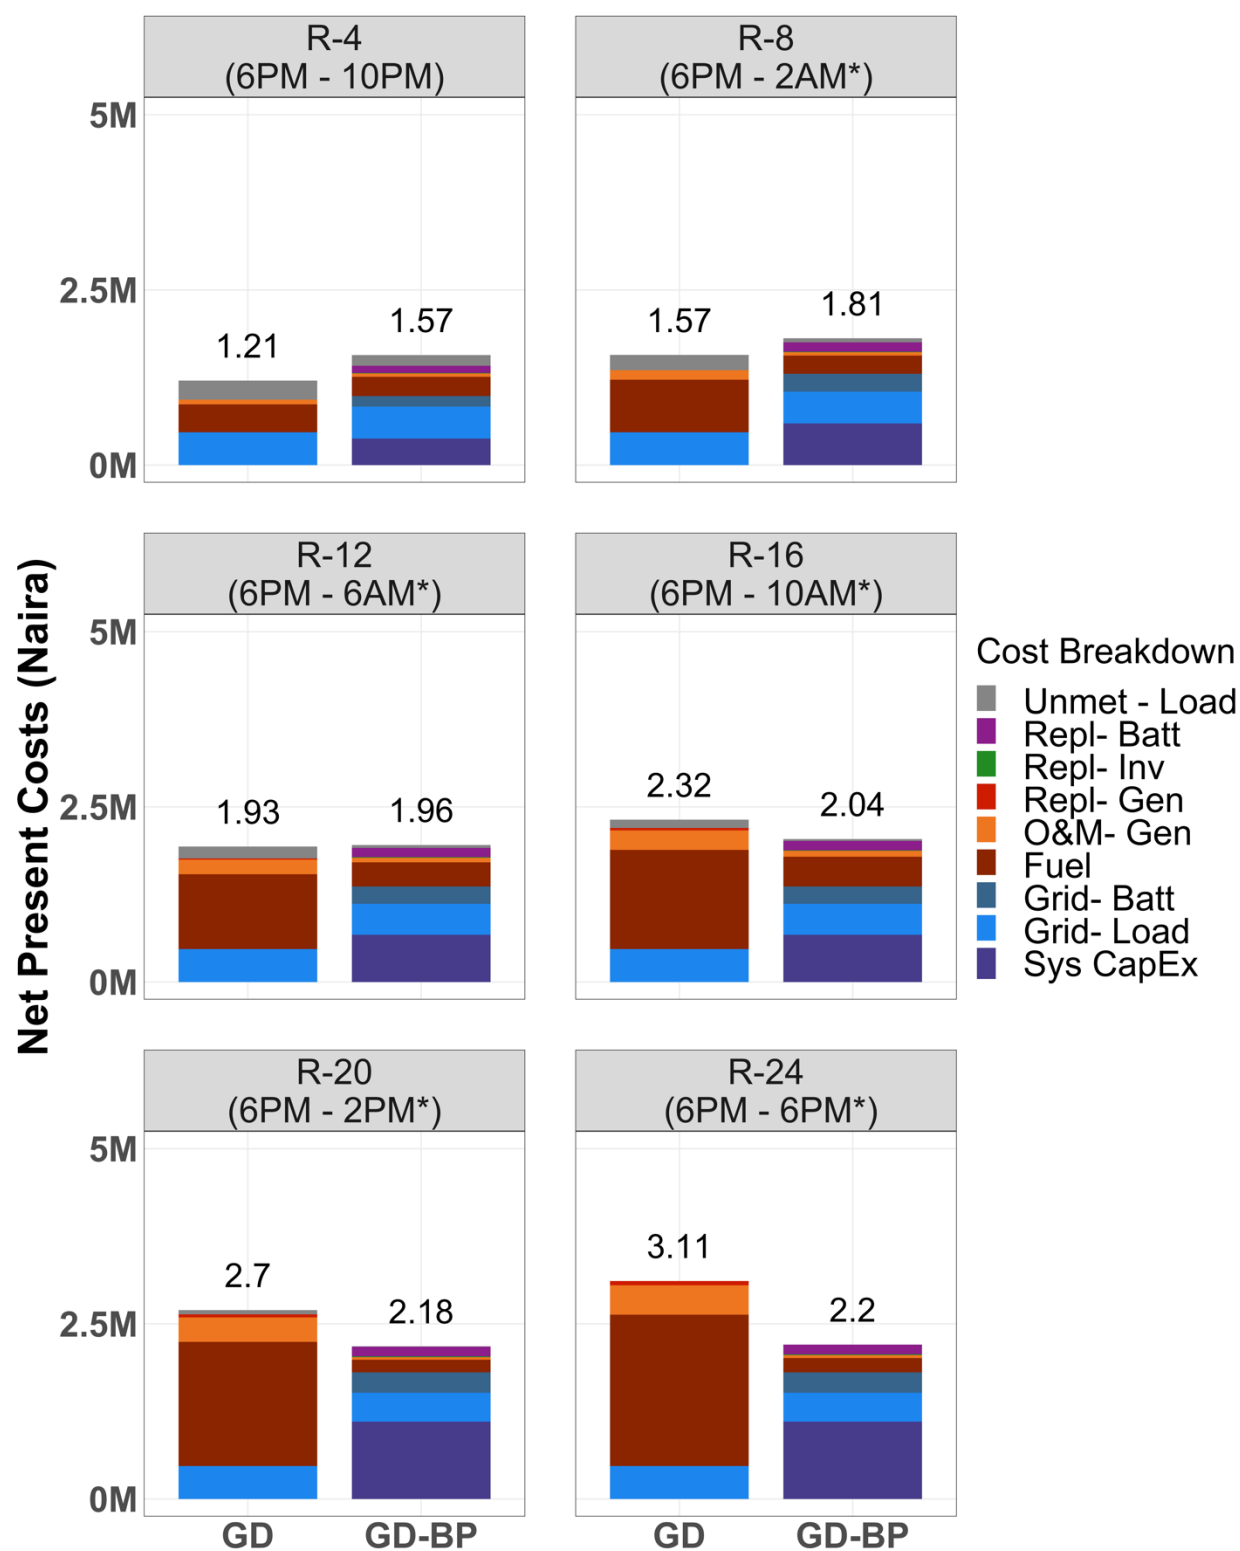 R-4
(6PM - 10PM)
R-8
(6PM - 2AM*)
5M
2.5M
0M
1.21
1.57
1.57
1.81
R-12
(6PM - 6AM*)
R-16
(6PM - 10AM*)
5M
2.5M
0M
1.93
1.96
2.32
2.04
Net Present Costs (Naira)
Cost Breakdown
Unmet - Load
Repl- Batt
Repl- Inv
Repl- Gen
O&M- Gen
Fuel
Grid- Batt
Grid- Load
Sys CapEx
R-20
(6PM - 2PM*)
R-24
(6PM - 6PM*)
5M
2.5M
0M
2.7
2.18
3.11
2.2
GD
GD-BP
GD
GD-BP